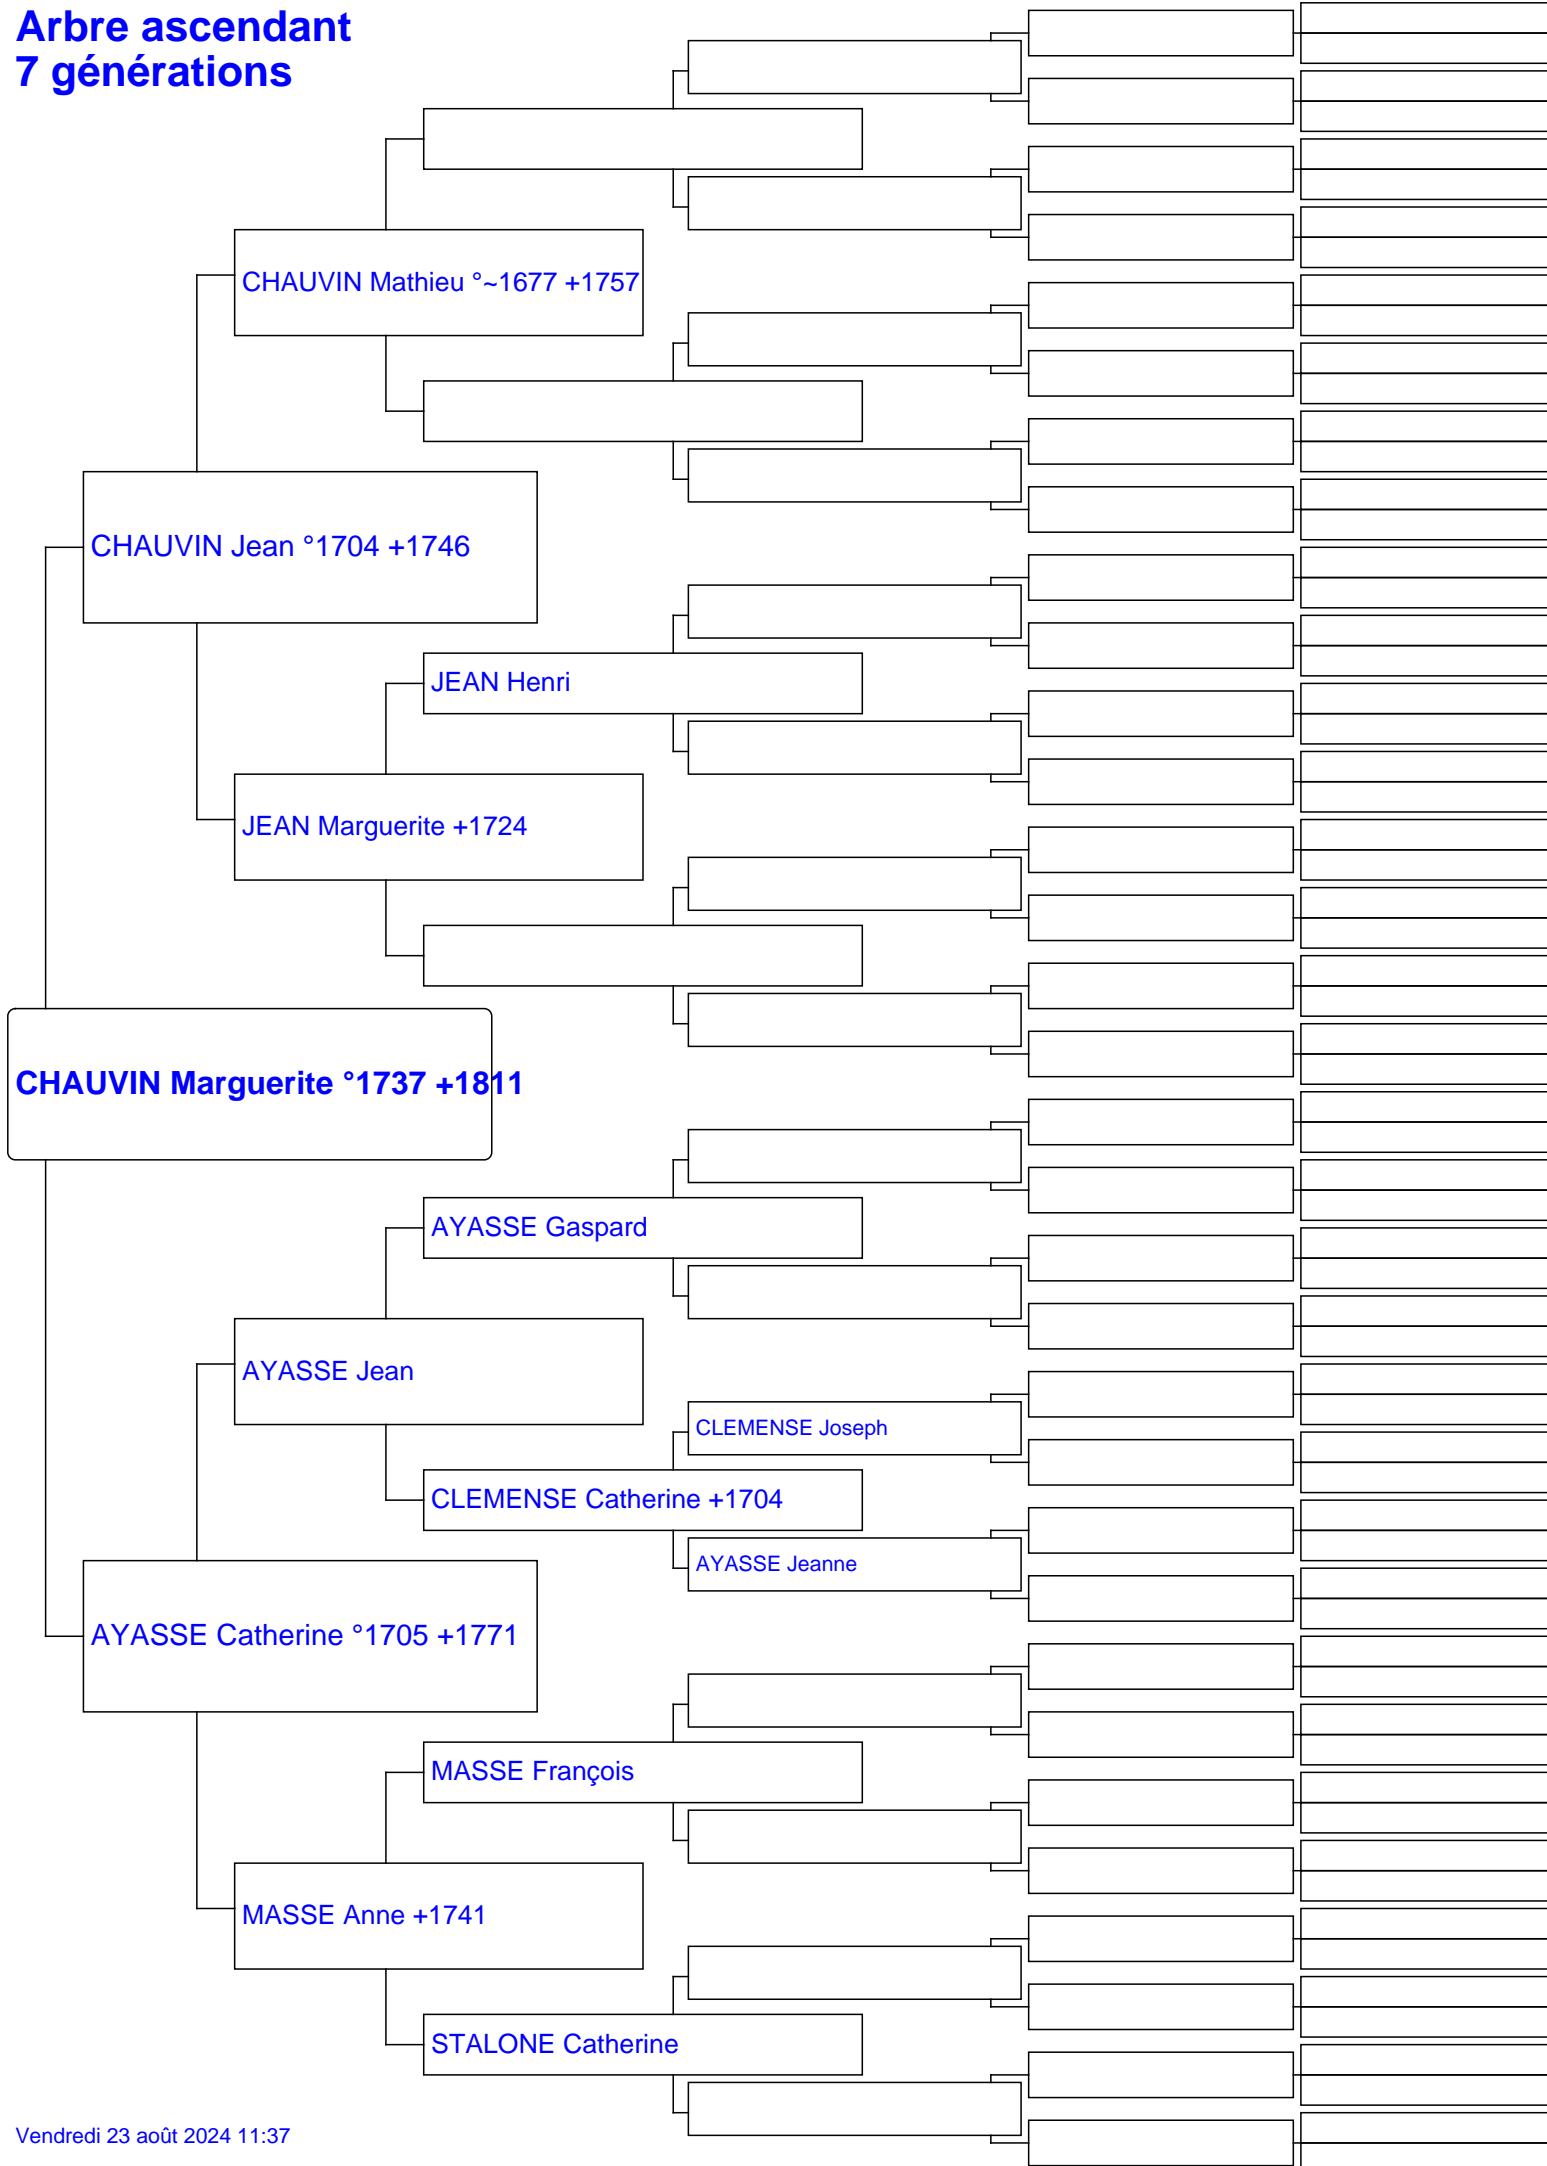 Arbre ascendant
7 générations
CHAUVIN Mathieu °~1677 +1757
CHAUVIN Jean °1704 +1746
JEAN Henri
JEAN Marguerite +1724
CHAUVIN Marguerite °1737 +1811
AYASSE Gaspard
AYASSE Jean
CLEMENSE Joseph
CLEMENSE Catherine +1704
AYASSE Jeanne
AYASSE Catherine °1705 +1771
MASSE François
MASSE Anne +1741
STALONE Catherine
Vendredi 23 août 2024 11:37